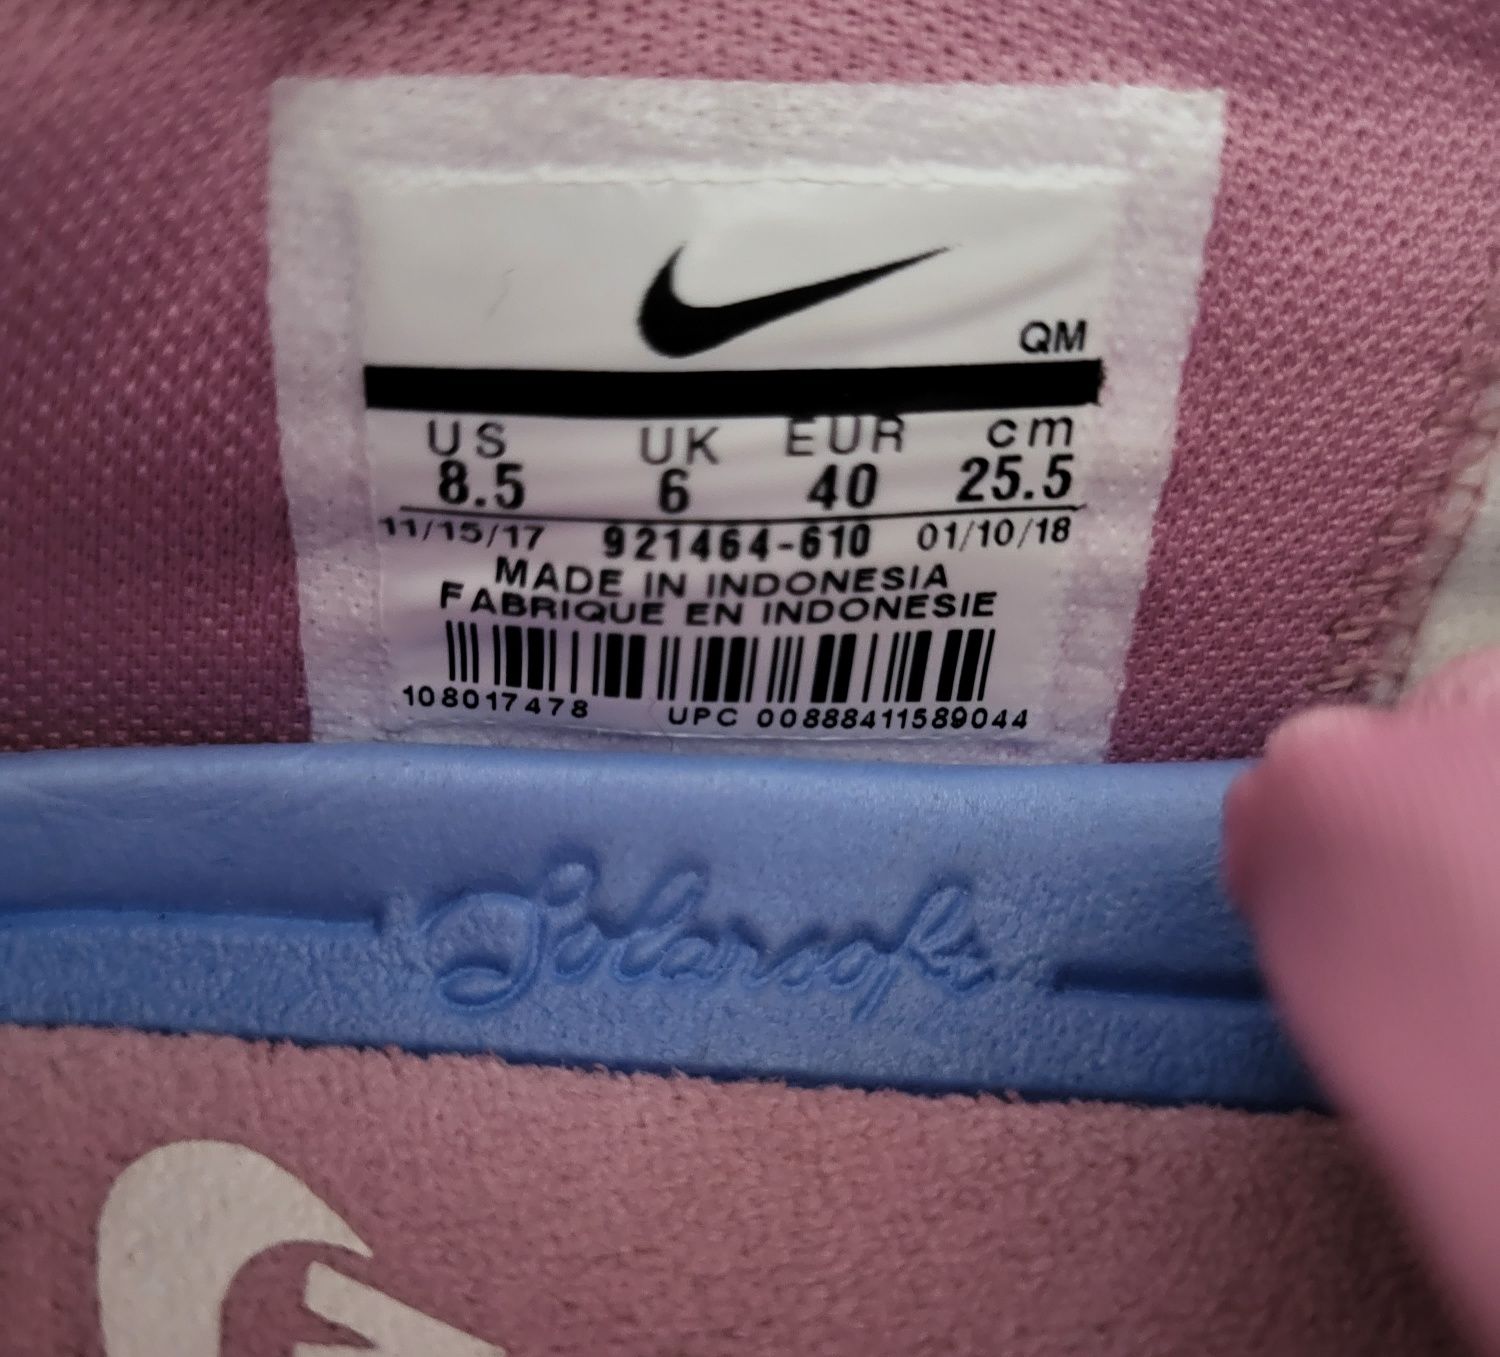 QM
US UK EUR cm
8.5 6 40 25.5
11/15/17 921464-610 01/10/18
MADE IN INDONESIA
FABRIQUE EN INDONESIE
108017478 UPC 00888411589044
Solarsoft